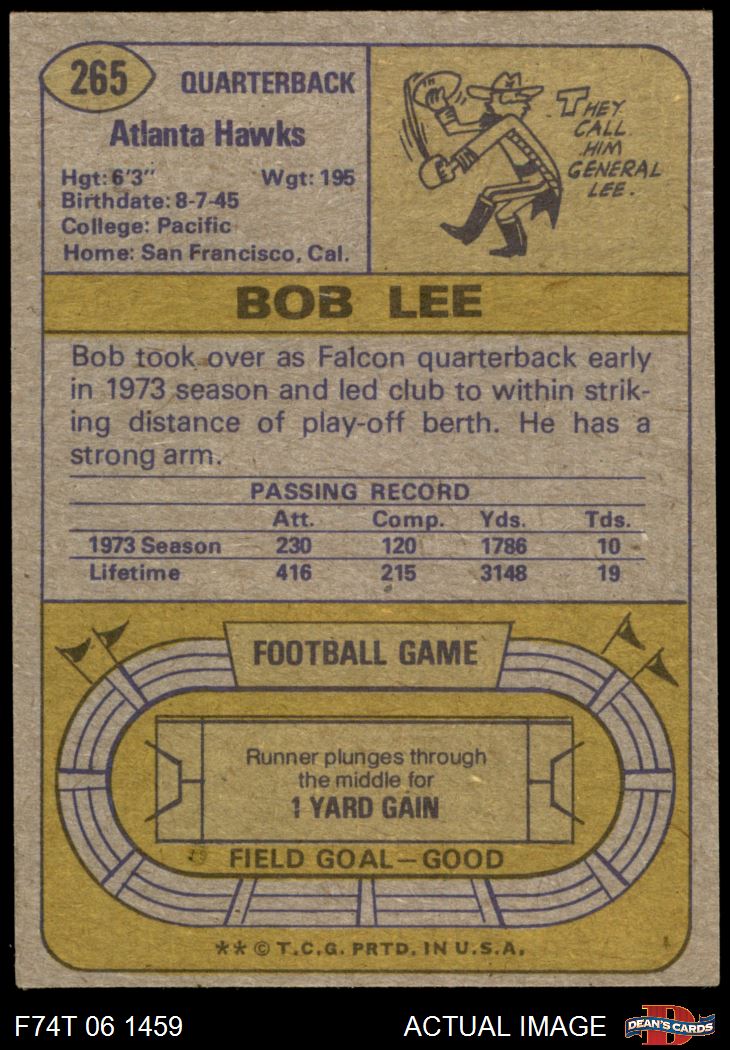 265
QUARTERBACK
Atlanta Hawks
Hgt: 6'3" Wgt: 195
Birthdate: 8-7-45
College: Pacific
Home: San Francisco, Cal.
THEY
CALL
HIM
GENERAL
LEE.
BOB LEE
Bob took over as Falcon quarterback early
in 1973 season and led club to within strik-
ing distance of play-off berth. He has a
strong arm.
PASSING RECORD
Att. Comp. Yds. Tds.
1973 Season 230 120 1786 10
Lifetime 416 215 3148 19
FOOTBALL GAME
Runner plunges through
the middle for
1 YARD GAIN
FIELD GOAL—GOOD
** © T.C.G. PRTD. IN U.S.A.
F74T 06 1459 ACTUAL IMAGE
D
DEAN'S CARDS